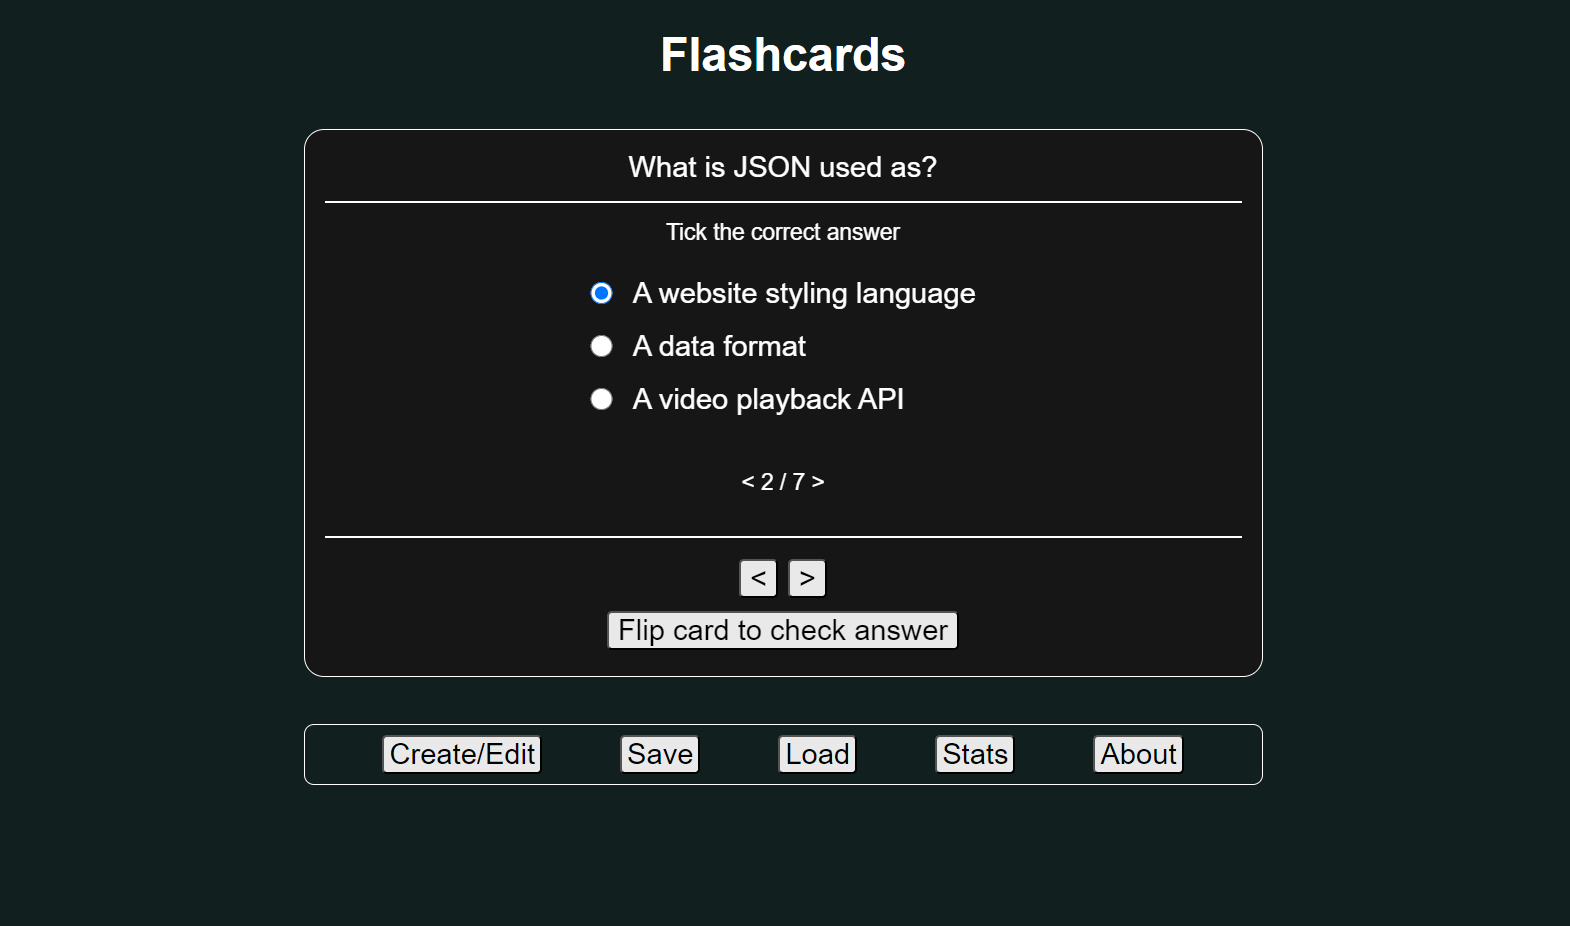 Flashcards
What is JSON used as?
Tick the correct answer
A website styling language
A data format
A video playback API
< 2 / 7 >
< >
Flip card to check answer
Create/Edit Save Load Stats About